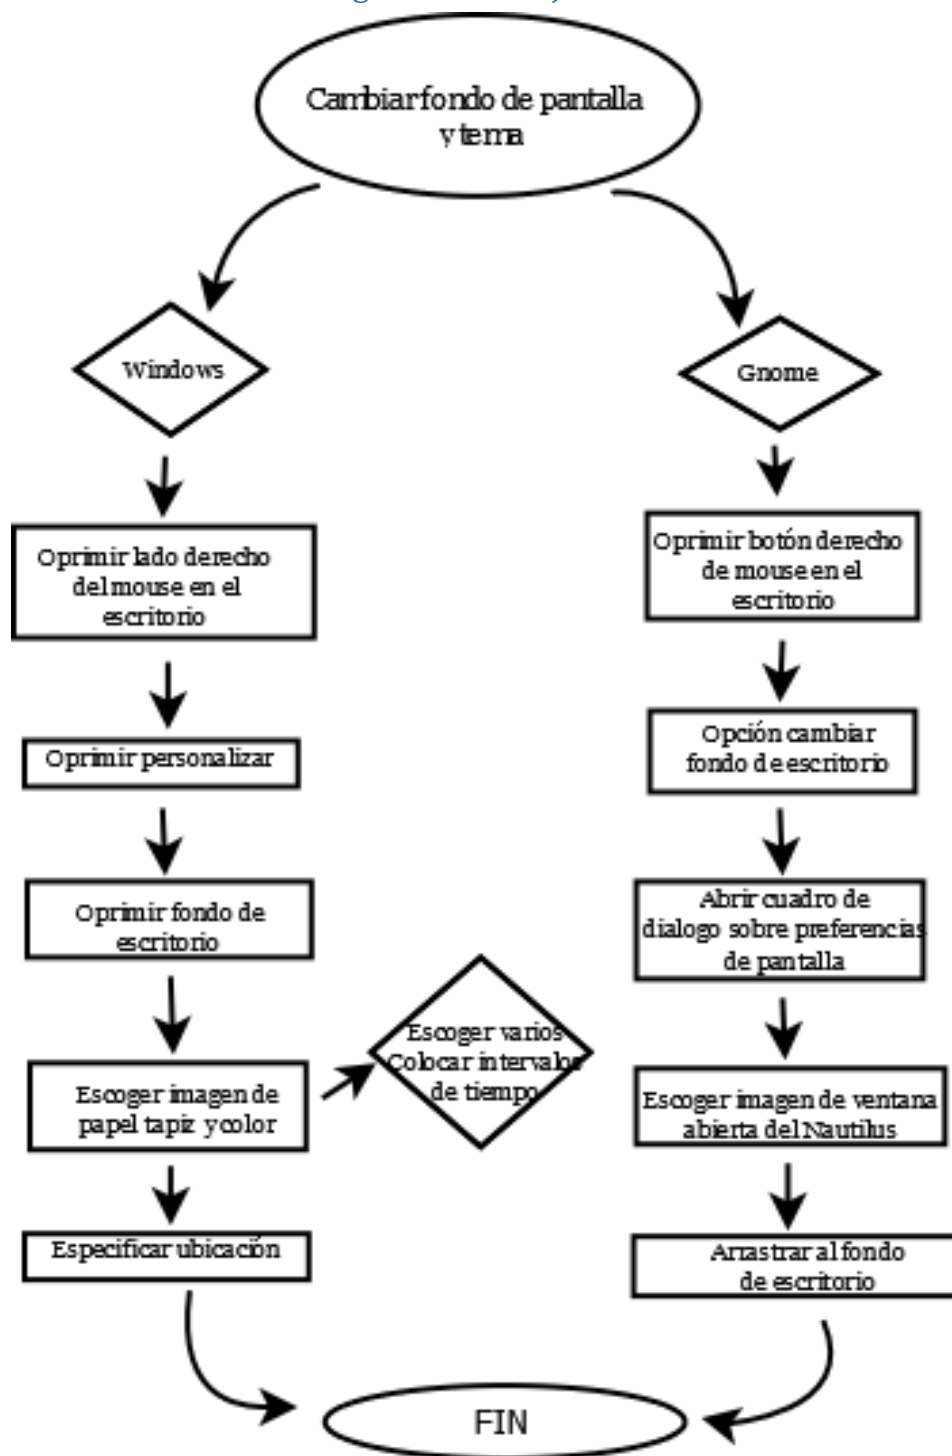 Cambiar fondo de pantalla
y tema
Windows
Gnome
Oprimir lado derecho
del mouse en el
escritorio
Oprimir botón derecho
de mouse en el
escritorio
Oprimir personalizar
Opción cambiar
fondo de escritorio
Oprimir fondo de
escritorio
Abrir cuadro de
dialogo sobre preferencias
de pantalla
Escoger varios
Colocar intervalos
de tiempo
Escoger imagen de
papel tapiz y color
Escoger imagen de ventana
abierta del Nautilus
Especificar ubicación
Arrastrar al fondo
de escritorio
FIN